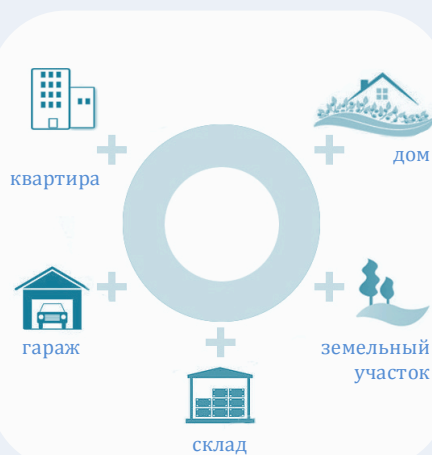 дом
квартира
гараж
земельный
участок
склад